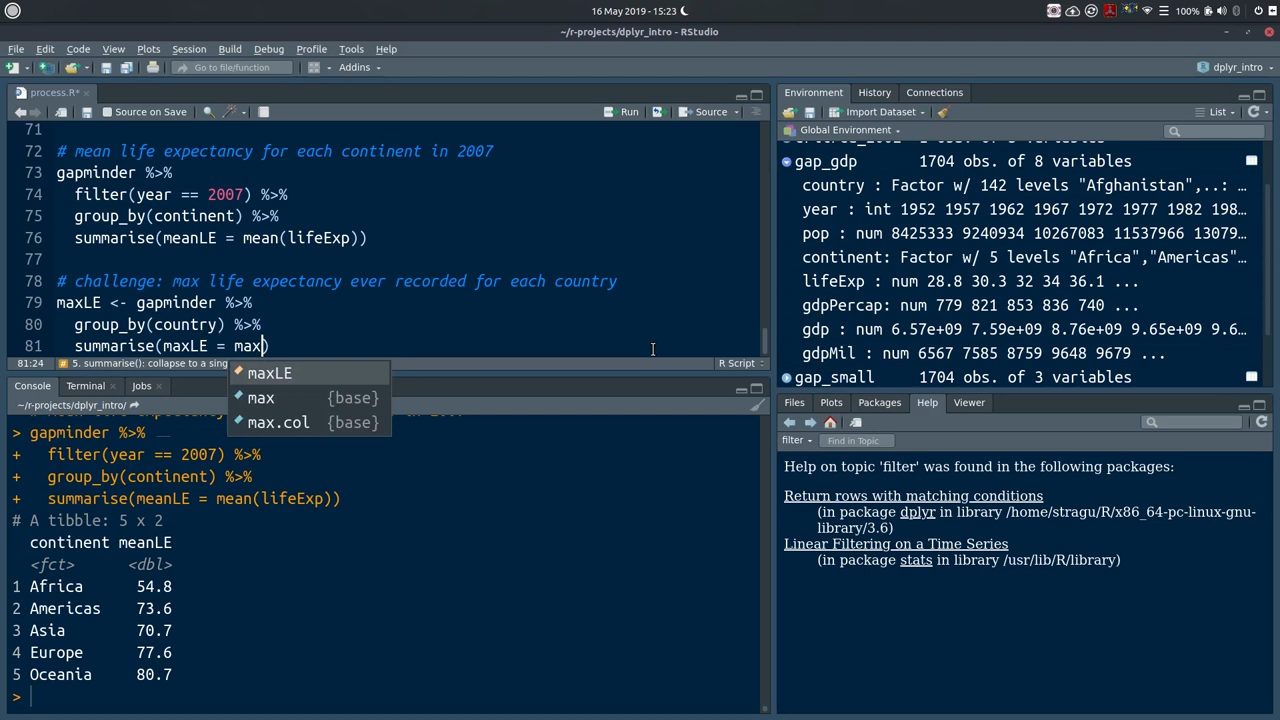 16 May 2019 - 15:23
100%
~/r-projects/dplyr_intro - RStudio
File Edit Code View Plots Session Build Debug Profile Tools Help
Go to file/function Addins dplyr_intro
process.R*
Source on Save Run Source
71
72 # mean life expectancy for each continent in 2007
73 gapminder %>%
74 filter(year == 2007) %>%
75 group_by(continent) %>%
76 summarise(meanLE = mean(lifeExp))
77
78 # challenge: max life expectancy ever recorded for each country
79 maxLE <- gapminder %>%
80 group_by(country) %>%
81 summarise(maxLE = max)
81:24 # 5. summarise(): collapse to a sing R Script
maxLE
max {base}
max.col {base}
Console Terminal Jobs
~/r-projects/dplyr_intro/
> gapminder %>%
+ filter(year == 2007) %>%
+ group_by(continent) %>%
+ summarise(meanLE = mean(lifeExp))
# A tibble: 5 x 2
continent meanLE
<fct> <dbl>
1 Africa 54.8
2 Americas 73.6
3 Asia 70.7
4 Europe 77.6
5 Oceania 80.7
>
Environment History Connections
Import Dataset List
Global Environment
gap_gdp 1704 obs. of 8 variables
country : Factor w/ 142 levels "Afghanistan",..: …
year : int 1952 1957 1962 1967 1972 1977 1982 198…
pop : num 8425333 9240934 10267083 11537966 13079…
continent: Factor w/ 5 levels "Africa","Americas"…
lifeExp : num 28.8 30.3 32 34 36.1 ...
gdpPercap: num 779 821 853 836 740 ...
gdp : num 6.57e+09 7.59e+09 8.76e+09 9.65e+09 9.6…
gdpMil : num 6567 7585 8759 9648 9679 ...
gap_small 1704 obs. of 3 variables
Files Plots Packages Help Viewer
filter Find in Topic
Help on topic 'filter' was found in the following packages:
Return rows with matching conditions
(in package dplyr in library /home/stragu/R/x86_64-pc-linux-gnu-
library/3.6)
Linear Filtering on a Time Series
(in package stats in library /usr/lib/R/library)